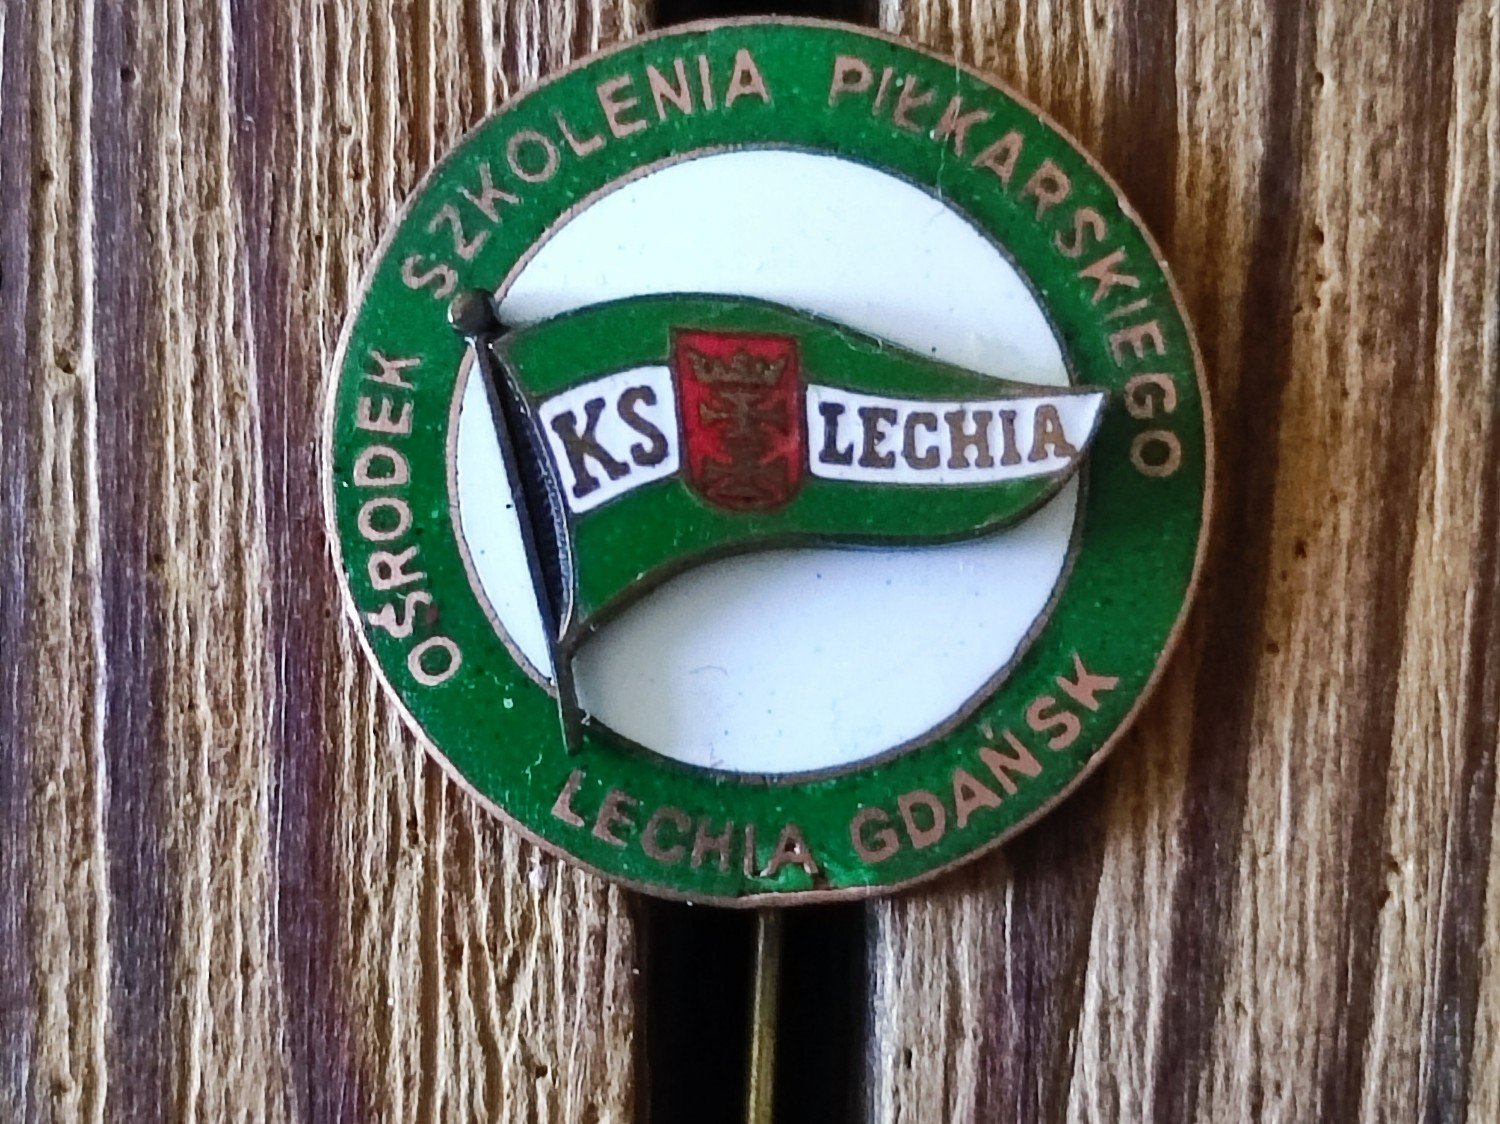 OŚRODEK SZKOLENIA PIŁKARSKIEGO
KS LECHIA
LECHIA GDAŃSK